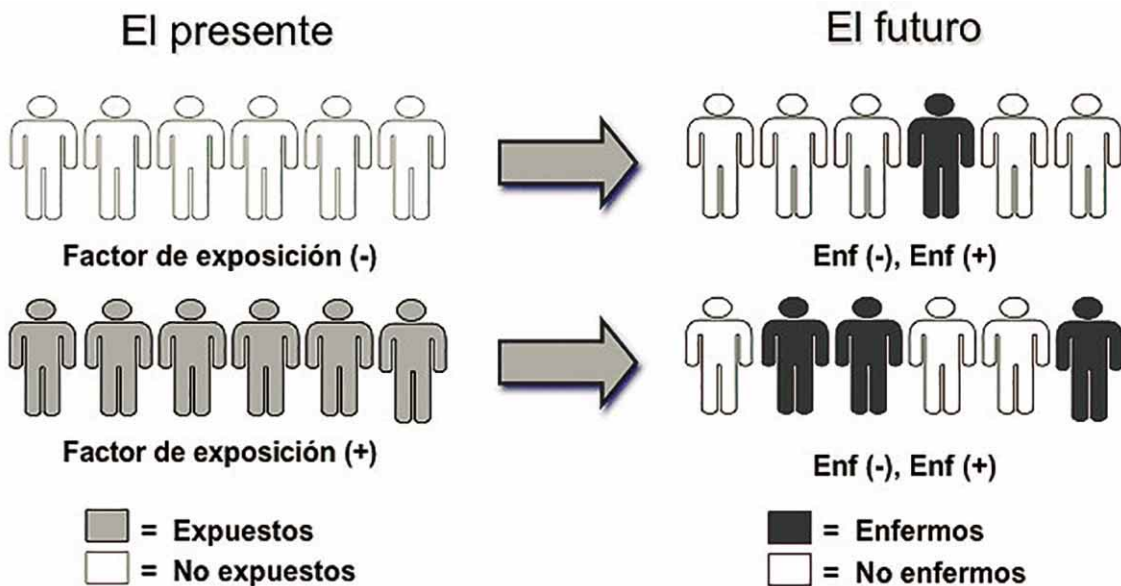 El presente
El futuro
Factor de exposición (-)
Enf (-), Enf (+)
Factor de exposición (+)
Enf (-), Enf (+)
= Expuestos
= No expuestos
= Enfermos
= No enfermos